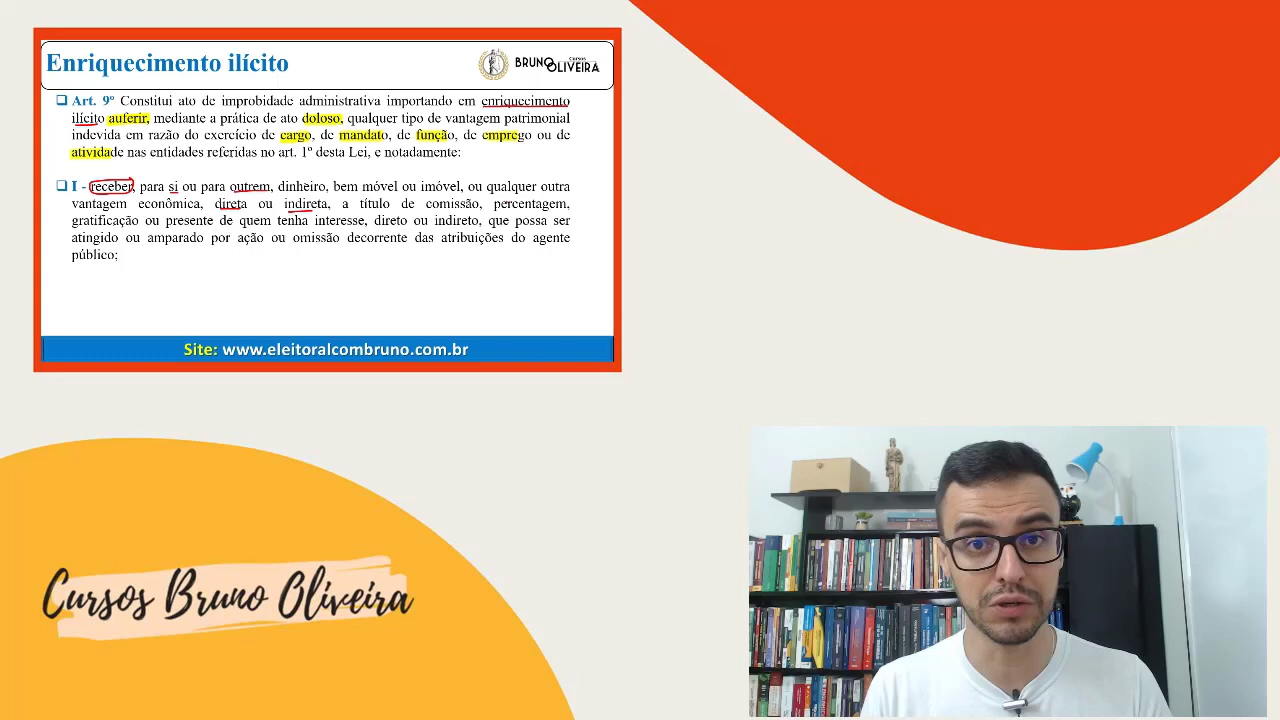 Enriquecimento ilícito
CURSOS
BRUNO OLIVEIRA
❑ Art. 9º Constitui ato de improbidade administrativa importando em enriquecimento
ilícito auferir, mediante a prática de ato doloso, qualquer tipo de vantagem patrimonial
indevida em razão do exercício de cargo, de mandato, de função, de emprego ou de
atividade nas entidades referidas no art. 1º desta Lei, e notadamente:
❑ I - receber, para si ou para outrem, dinheiro, bem móvel ou imóvel, ou qualquer outra
vantagem econômica, direta ou indireta, a título de comissão, percentagem,
gratificação ou presente de quem tenha interesse, direto ou indireto, que possa ser
atingido ou amparado por ação ou omissão decorrente das atribuições do agente
público;
Site: www.eleitoralcombruno.com.br
Cursos Bruno Oliveira